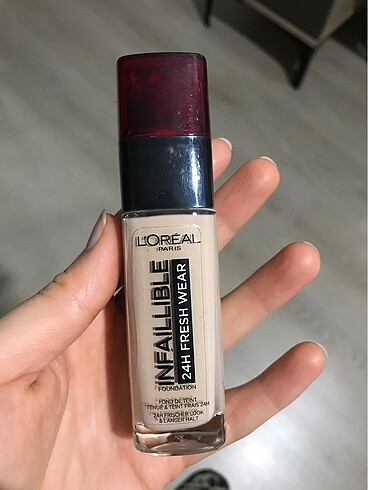 L'ORÉAL
PARIS
INFAILLIBLE
24H FRESH WEAR
FOUNDATION
FOND DE TEINT
TENUE & TEINT FRAIS 24H
24H FRISCHER LOOK
& LANGER HALT